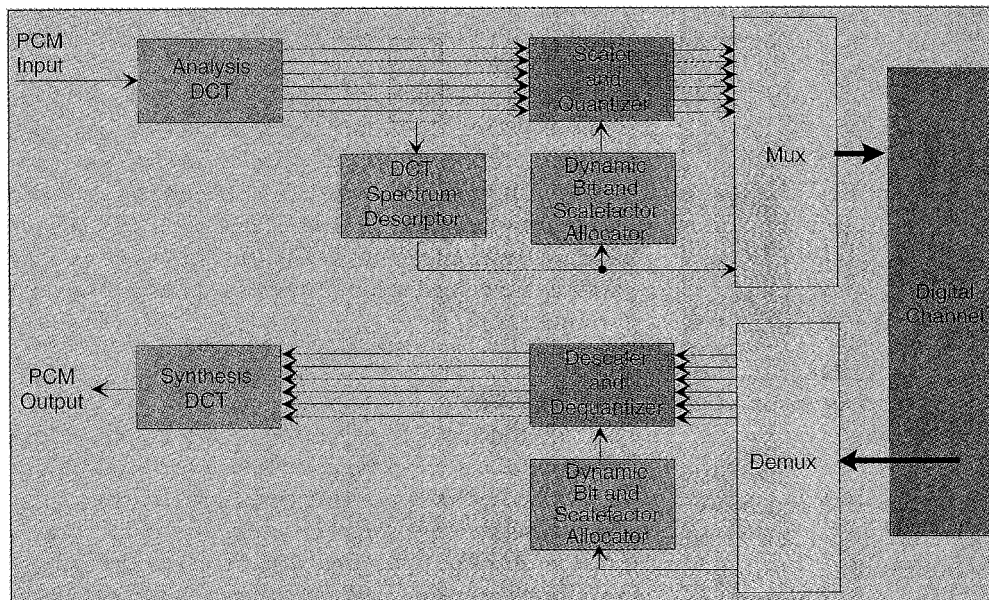 PCM
Input
Analysis
DCT
Scaler
and
Quantizer
DCT
Spectrum
Descriptor
Dynamic
Bit and
Scalefactor
Allocator
Mux
Digital
Channel
PCM
Output
Synthesis
DCT
Descaler
and
Dequantizer
Dynamic
Bit and
Scalefactor
Allocator
Demux